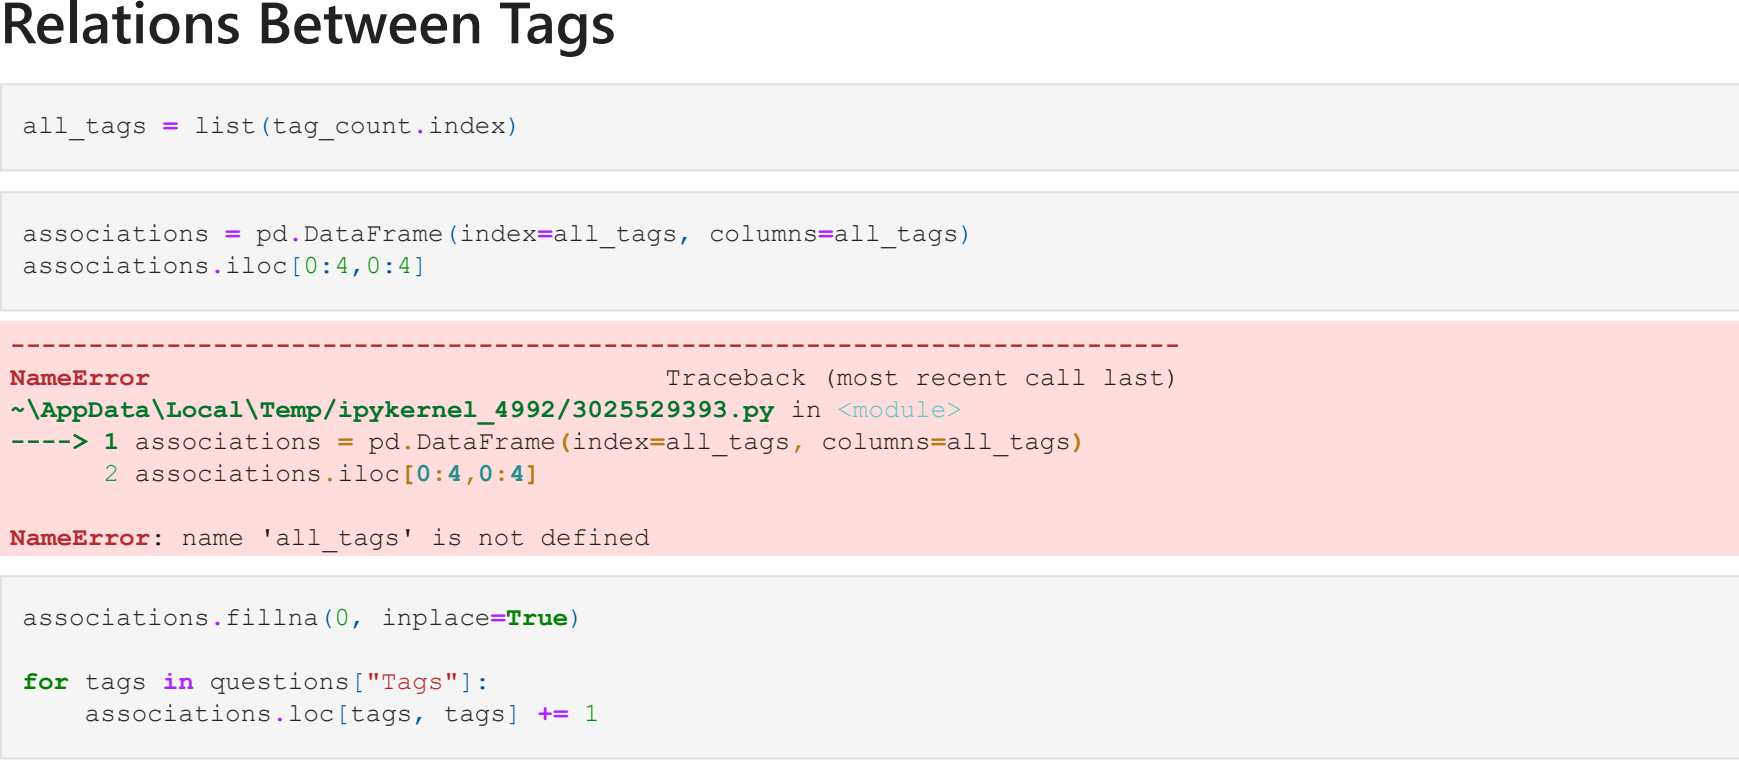 Relations Between Tags
all_tags = list(tag_count.index)
associations = pd.DataFrame(index=all_tags, columns=all_tags)
associations.iloc[0:4,0:4]
---------------------------------------------------------------------------
NameError                                 Traceback (most recent call last)
~\AppData\Local\Temp/ipykernel_4992/3025529393.py in <module>
----> 1 associations = pd.DataFrame(index=all_tags, columns=all_tags)
      2 associations.iloc[0:4,0:4]
NameError: name 'all_tags' is not defined
associations.fillna(0, inplace=True)
for tags in questions["Tags"]:
    associations.loc[tags, tags] += 1